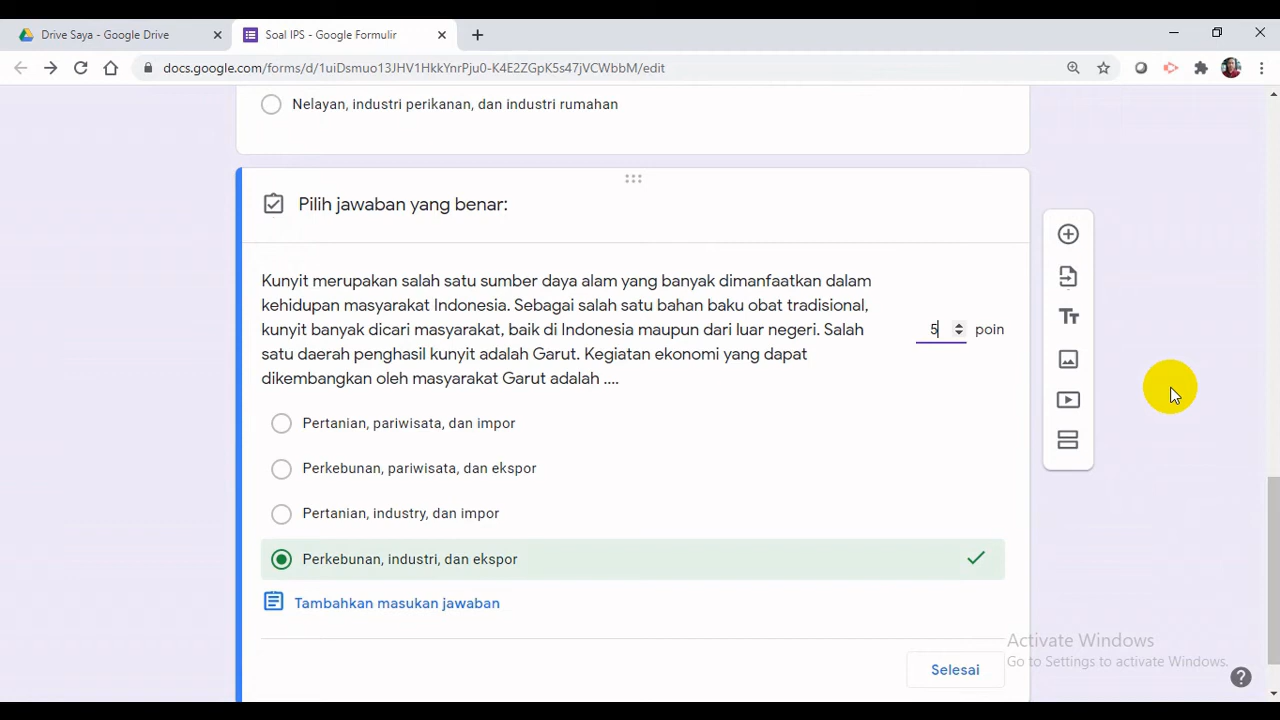 Drive Saya - Google Drive
Soal IPS - Google Formulir
docs.google.com/forms/d/1uiDsmuo13JHV1HkkYnrPju0-K4E2ZGpK5s47jVCWbbM/edit
Nelayan, industri perikanan, dan industri rumahan
Pilih jawaban yang benar:
Kunyit merupakan salah satu sumber daya alam yang banyak dimanfaatkan dalam
kehidupan masyarakat Indonesia. Sebagai salah satu bahan baku obat tradisional,
kunyit banyak dicari masyarakat, baik di Indonesia maupun dari luar negeri. Salah
satu daerah penghasil kunyit adalah Garut. Kegiatan ekonomi yang dapat
dikembangkan oleh masyarakat Garut adalah ....
5 poin
Pertanian, pariwisata, dan impor
Perkebunan, pariwisata, dan ekspor
Pertanian, industry, dan impor
Perkebunan, industri, dan ekspor
Tambahkan masukan jawaban
Selesai
Activate Windows
Go to Settings to activate Windows.